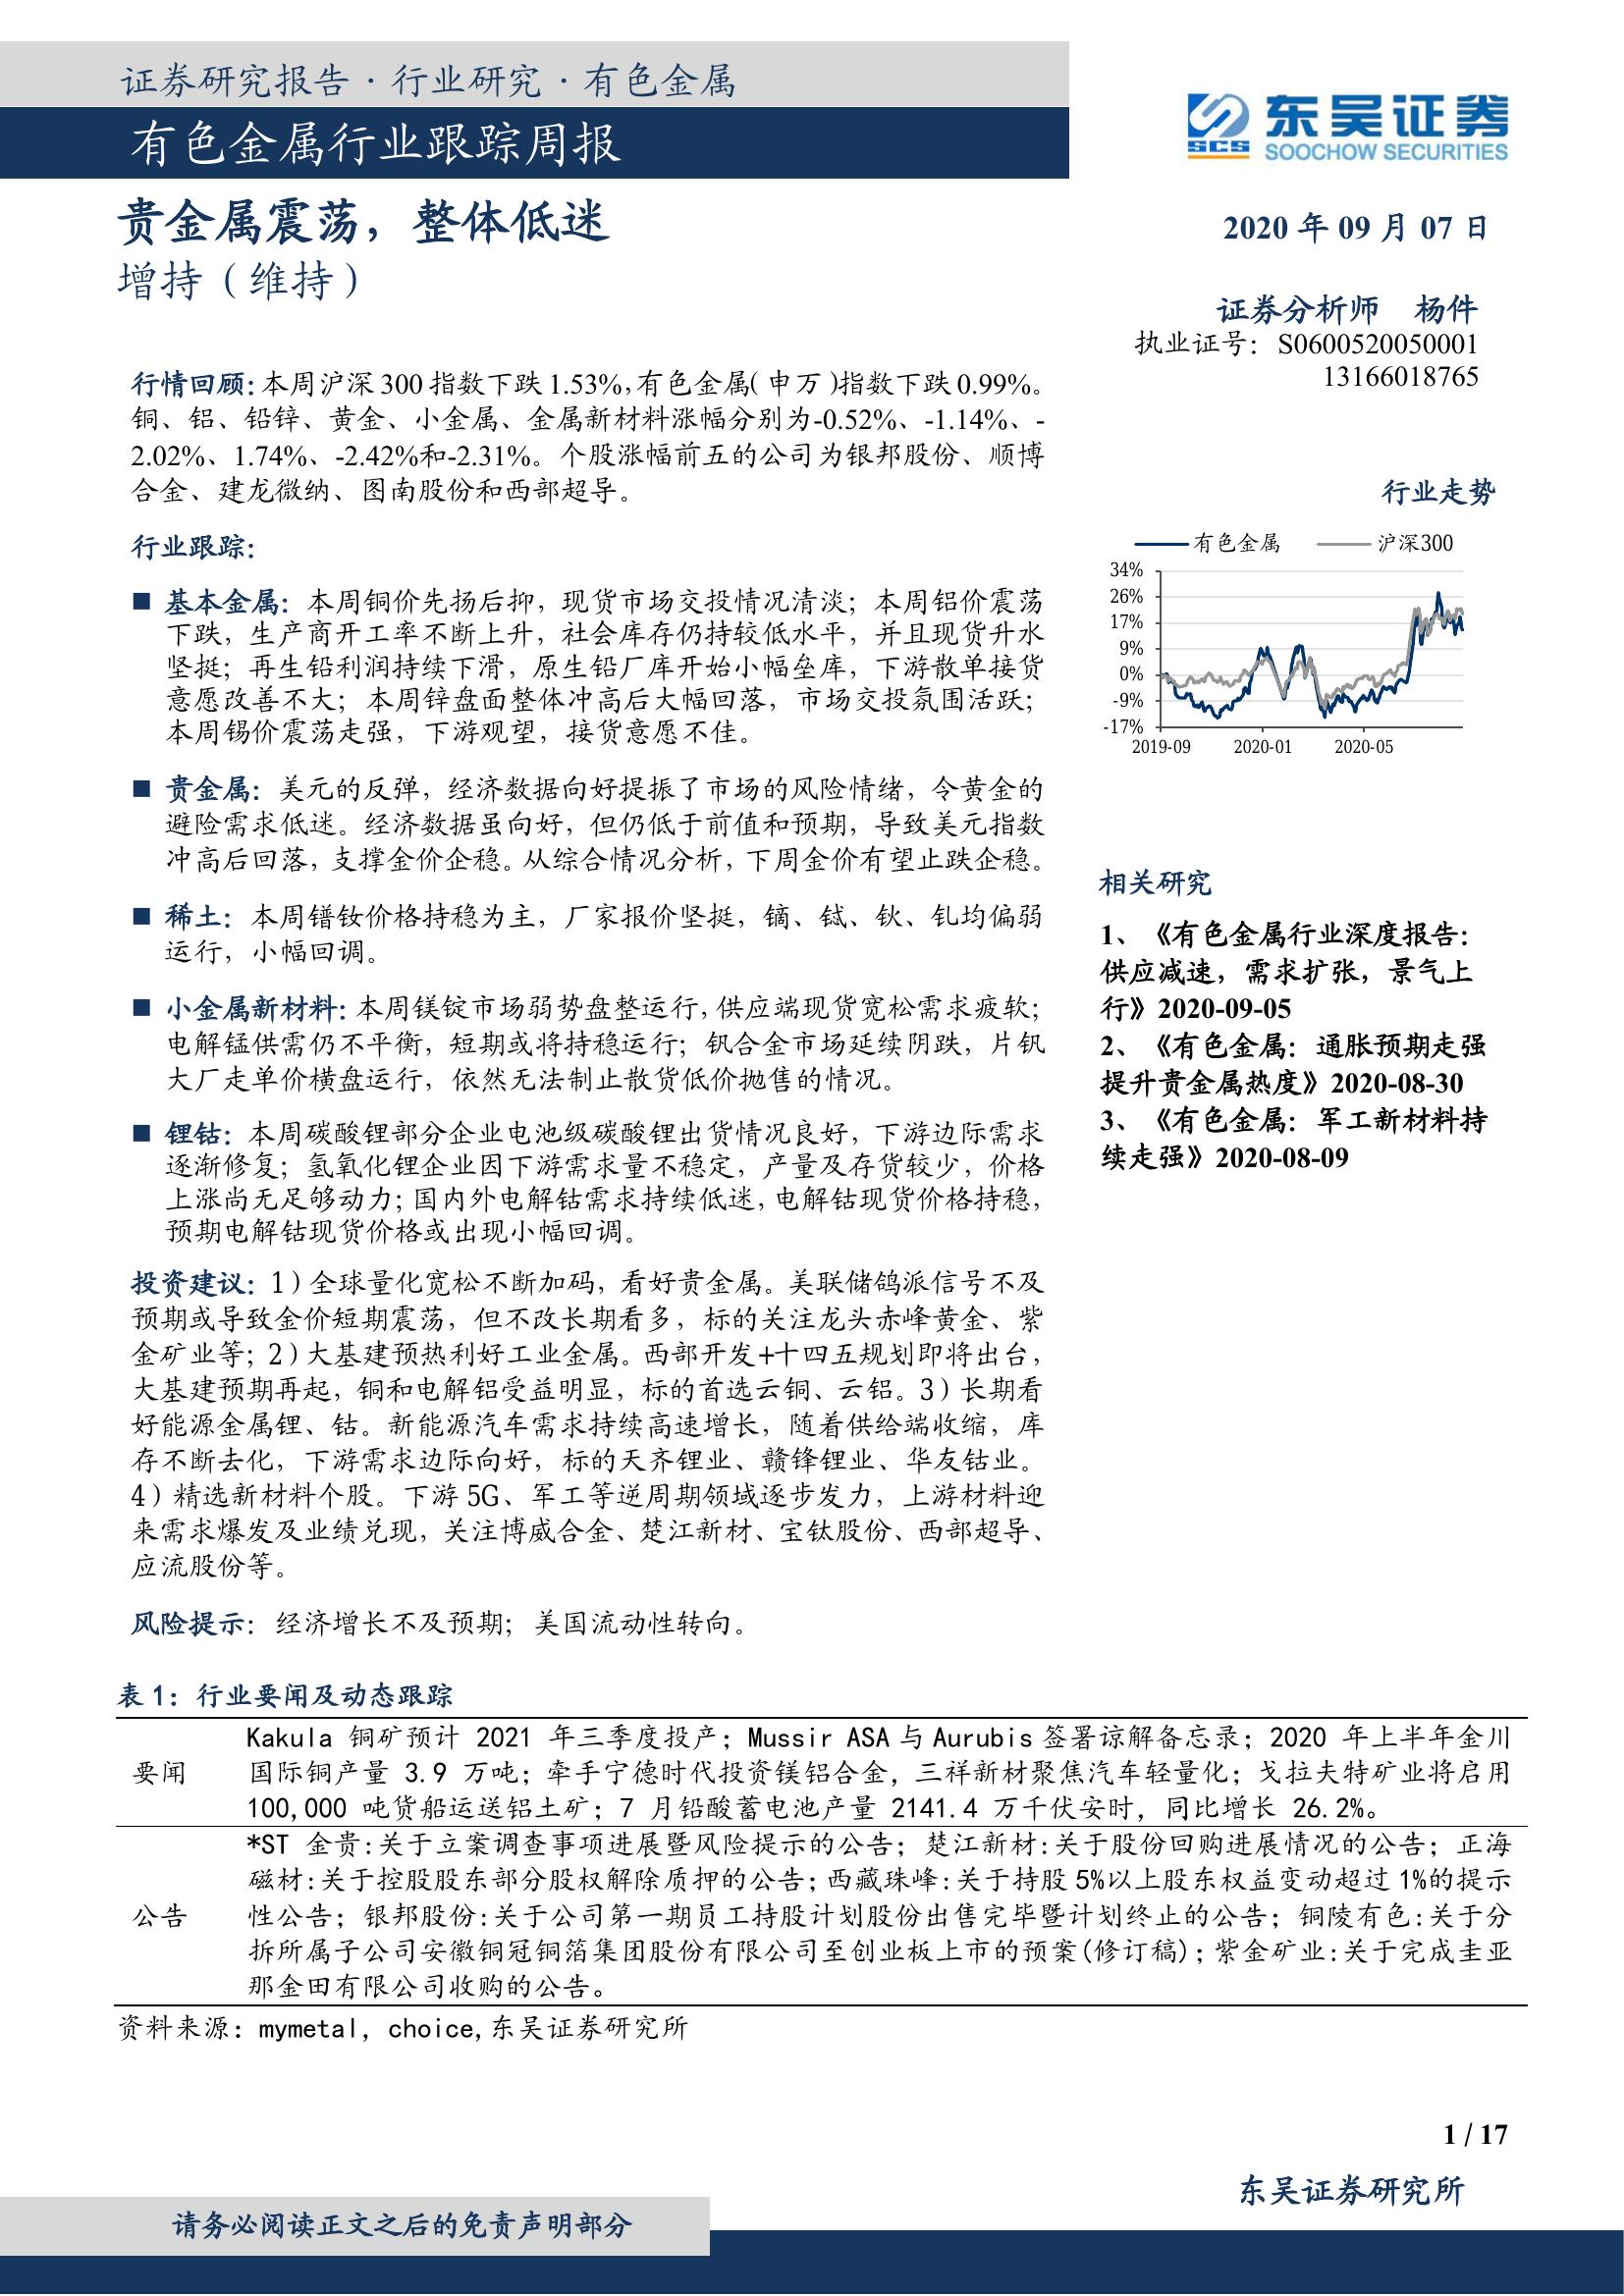 证券研究报告 · 行业研究 · 有色金属
有色金属行业跟踪周报
东吴证券
SCS
SOOCHOW SECURITIES
贵金属震荡，整体低迷
增持（维持）
2020 年 09 月 07 日
证券分析师 杨件
执业证号：S0600520050001
13166018765
行情回顾：本周沪深 300 指数下跌 1.53%，有色金属（申万）指数下跌 0.99%。
铜、铝、铅锌、黄金、小金属、金属新材料涨幅分别为-0.52%、-1.14%、-
2.02%、1.74%、-2.42%和-2.31%。个股涨幅前五的公司为银邦股份、顺博
合金、建龙微纳、图南股份和西部超导。
行业跟踪：
■ 基本金属：本周铜价先扬后抑，现货市场交投情况清淡；本周铝价震荡
下跌，生产商开工率不断上升，社会库存仍持较低水平，并且现货升水
坚挺；再生铅利润持续下滑，原生铅厂库开始小幅垒库，下游散单接货
意愿改善不大；本周锌盘面整体冲高后大幅回落，市场交投氛围活跃；
本周锡价震荡走强，下游观望，接货意愿不佳。
■ 贵金属：美元的反弹，经济数据向好提振了市场的风险情绪，令黄金的
避险需求低迷。经济数据虽向好，但仍低于前值和预期，导致美元指数
冲高后回落，支撑金价企稳。从综合情况分析，下周金价有望止跌企稳。
■ 稀土：本周镨钕价格持稳为主，厂家报价坚挺，镝、铽、钬、钆均偏弱
运行，小幅回调。
■ 小金属新材料：本周镁锭市场弱势盘整运行，供应端现货宽松需求疲软；
电解锰供需仍不平衡，短期或将持稳运行；钒合金市场延续阴跌，片钒
大厂走单价横盘运行，依然无法制止散货低价抛售的情况。
■ 锂钴：本周碳酸锂部分企业电池级碳酸锂出货情况良好，下游边际需求
逐渐修复；氢氧化锂企业因下游需求量不稳定，产量及存货较少，价格
上涨尚无足够动力；国内外电解钴需求持续低迷，电解钴现货价格持稳，
预期电解钴现货价格或出现小幅回调。
投资建议：1）全球量化宽松不断加码，看好贵金属。美联储鸽派信号不及
预期或导致金价短期震荡，但不改长期看多，标的关注龙头赤峰黄金、紫
金矿业等；2）大基建预热利好工业金属。西部开发+十四五规划即将出台，
大基建预期再起，铜和电解铝受益明显，标的首选云铜、云铝。3）长期看
好能源金属锂、钴。新能源汽车需求持续高速增长，随着供给端收缩，库
存不断去化，下游需求边际向好，标的天齐锂业、赣锋锂业、华友钴业。
4）精选新材料个股。下游 5G、军工等逆周期领域逐步发力，上游材料迎
来需求爆发及业绩兑现，关注博威合金、楚江新材、宝钛股份、西部超导、
应流股份等。
风险提示：经济增长不及预期；美国流动性转向。
行业走势
有色金属 沪深300
34%
26%
17%
9%
0%
-9%
-17%
2019-09 2020-01 2020-05
相关研究
1、《有色金属行业深度报告：
供应减速，需求扩张，景气上
行》2020-09-05
2、《有色金属：通胀预期走强
提升贵金属热度》2020-08-30
3、《有色金属：军工新材料持
续走强》2020-08-09
表 1：行业要闻及动态跟踪
要闻
Kakula 铜矿预计 2021 年三季度投产；Mussir ASA 与 Aurubis 签署谅解备忘录；2020 年上半年金川
国际铜产量 3.9 万吨；牵手宁德时代投资镁铝合金，三祥新材聚焦汽车轻量化；戈拉夫特矿业将启用
100,000 吨货船运送铝土矿；7 月铅酸蓄电池产量 2141.4 万千伏安时，同比增长 26.2%。
公告
*ST 金贵:关于立案调查事项进展暨风险提示的公告；楚江新材:关于股份回购进展情况的公告；正海
磁材:关于控股股东部分股权解除质押的公告；西藏珠峰:关于持股 5%以上股东权益变动超过 1%的提示
性公告；银邦股份:关于公司第一期员工持股计划股份出售完毕暨计划终止的公告；铜陵有色:关于分
拆所属子公司安徽铜冠铜箔集团股份有限公司至创业板上市的预案(修订稿)；紫金矿业:关于完成圭亚
那金田有限公司收购的公告。
资料来源：mymetal, choice,东吴证券研究所
1 / 17
东吴证券研究所
请务必阅读正文之后的免责声明部分